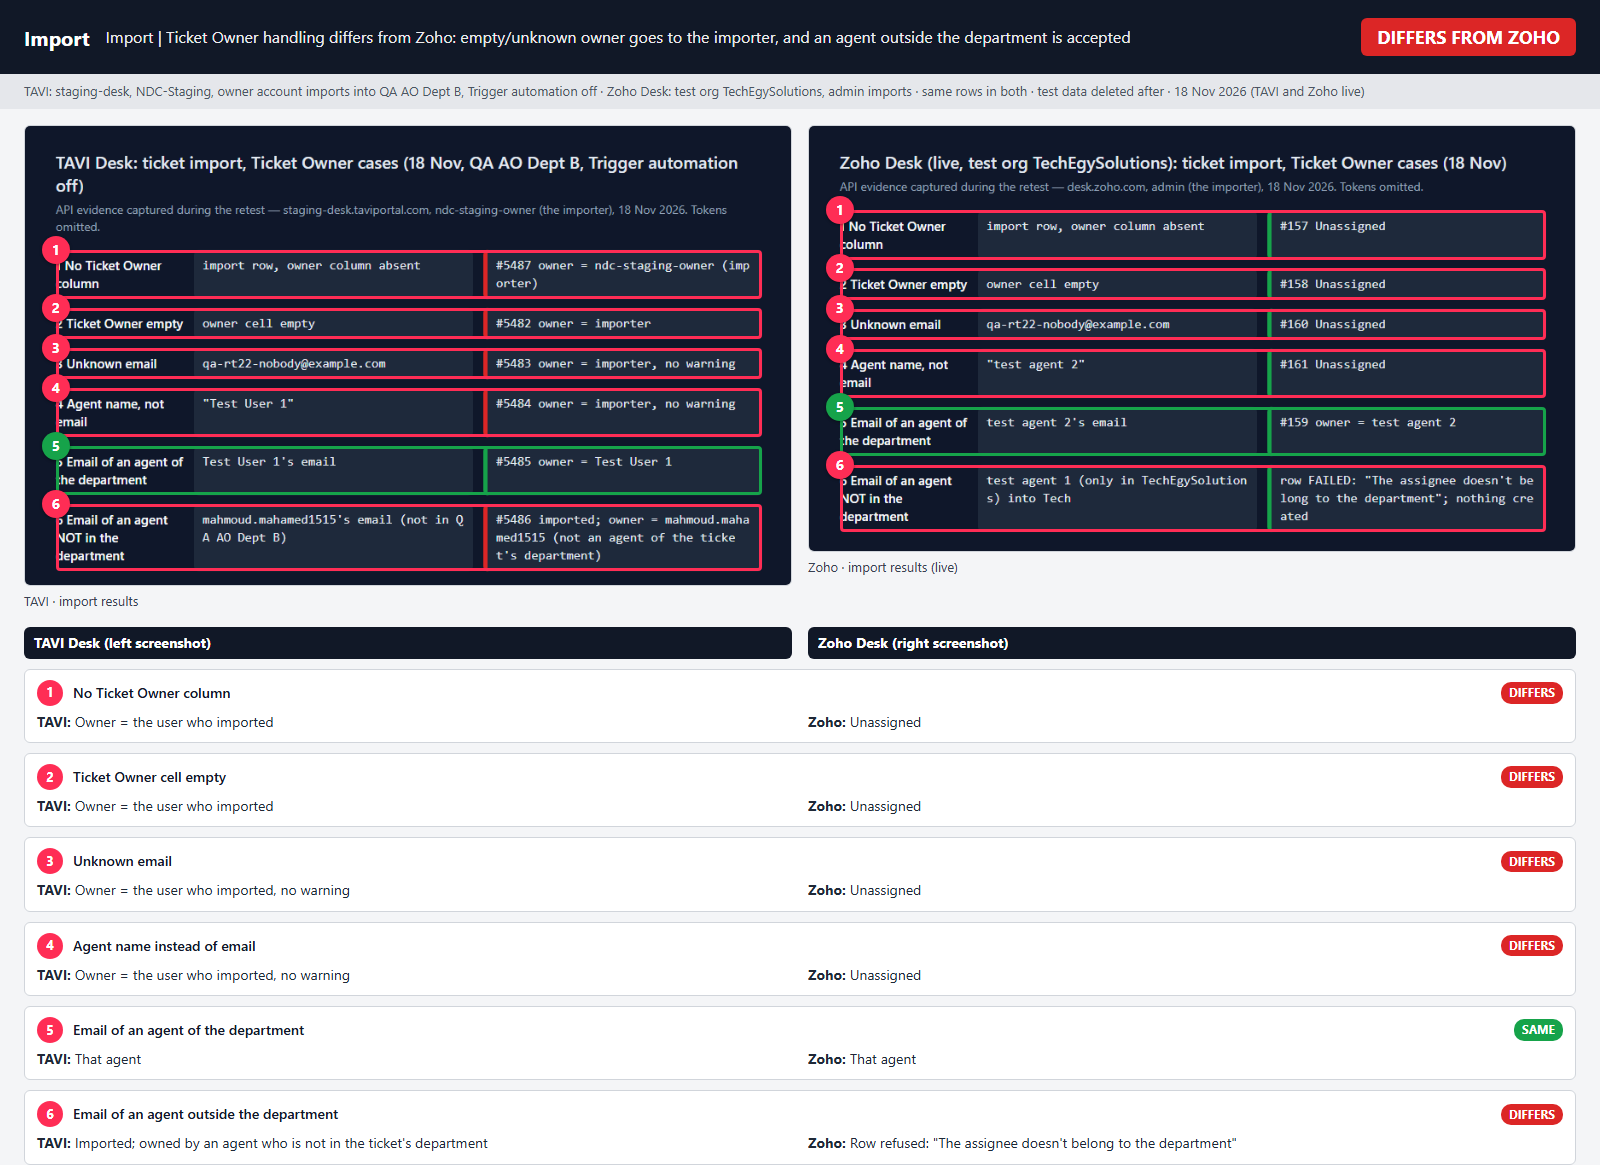 Import Import | Ticket Owner handling differs from Zoho: empty/unknown owner goes to the importer, and an agent outside the department is accepted DIFFERS FROM ZOHO
TAVI: staging-desk, NDC-Staging, owner account imports into QA AO Dept B, Trigger automation off · Zoho Desk: test org TechEgySolutions, admin imports · same rows in both · test data deleted after · 18 Nov 2026 (TAVI and Zoho live)
TAVI Desk: ticket import, Ticket Owner cases (18 Nov, QA AO Dept B, Trigger automation
off)
API evidence captured during the retest — staging-desk.taviportal.com, ndc-staging-owner (the importer), 18 Nov 2026. Tokens
omitted.
1
No Ticket Owner import row, owner column absent #5487 owner = ndc-staging-owner (imp
column orter)
2
Ticket Owner empty owner cell empty #5482 owner = importer
3
Unknown email qa-rt22-nobody@example.com #5483 owner = importer, no warning
4
Agent name, not "Test User 1" #5484 owner = importer, no warning
email
5
Email of an agent of Test User 1's email #5485 owner = Test User 1
the department
6
Email of an agent mahmoud.mahamed1515's email (not in Q #5486 imported; owner = mahmoud.maha
NOT in the A AO Dept B) med1515 (not an agent of the ticke
department t's department)
TAVI · import results
Zoho Desk (live, test org TechEgySolutions): ticket import, Ticket Owner cases (18 Nov)
API evidence captured during the retest — desk.zoho.com, admin (the importer), 18 Nov 2026. Tokens omitted.
1
No Ticket Owner import row, owner column absent #157 Unassigned
column
2
Ticket Owner empty owner cell empty #158 Unassigned
3
Unknown email qa-rt22-nobody@example.com #160 Unassigned
4
Agent name, not "test agent 2" #161 Unassigned
email
5
Email of an agent of test agent 2's email #159 owner = test agent 2
the department
6
Email of an agent test agent 1 (only in TechEgySolution row FAILED: "The assignee doesn't be
NOT in the s) into Tech long to the department"; nothing cre
department ated
Zoho · import results (live)
TAVI Desk (left screenshot) Zoho Desk (right screenshot)
1 No Ticket Owner column DIFFERS
TAVI: Owner = the user who imported Zoho: Unassigned
2 Ticket Owner cell empty DIFFERS
TAVI: Owner = the user who imported Zoho: Unassigned
3 Unknown email DIFFERS
TAVI: Owner = the user who imported, no warning Zoho: Unassigned
4 Agent name instead of email DIFFERS
TAVI: Owner = the user who imported, no warning Zoho: Unassigned
5 Email of an agent of the department SAME
TAVI: That agent Zoho: That agent
6 Email of an agent outside the department DIFFERS
TAVI: Imported; owned by an agent who is not in the ticket's department Zoho: Row refused: "The assignee doesn't belong to the department"